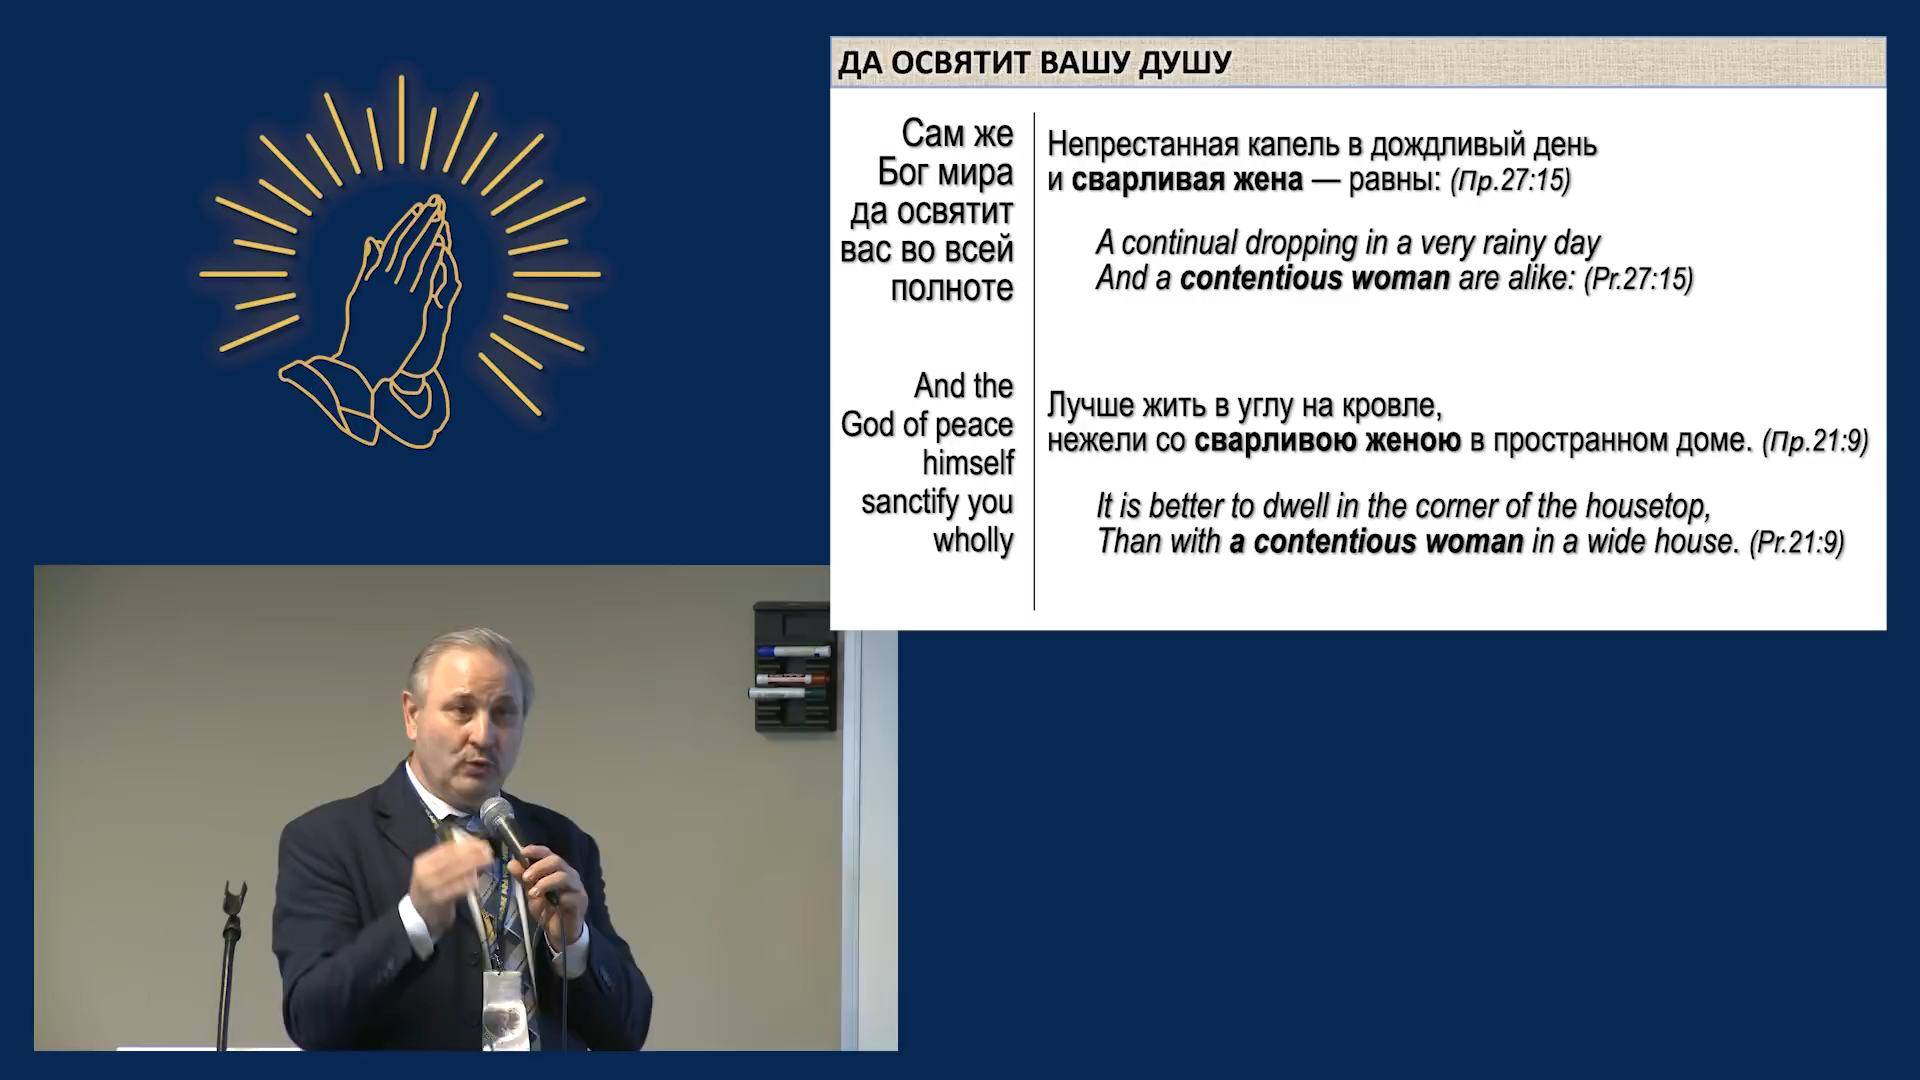 ДА ОСВЯТИТ ВАШУ ДУШУ
Сам же
Бог мира
да освятит
вас во всей
полноте
And the
God of peace
himself
sanctify you
wholly
Непрестанная капель в дождливый день
и сварливая жена — равны: (Пр.27:15)
A continual dropping in a very rainy day
And a contentious woman are alike: (Pr.27:15)
Лучше жить в углу на кровле,
нежели со сварливою женою в пространном доме. (Пр.21:9)
It is better to dwell in the corner of the housetop,
Than with a contentious woman in a wide house. (Pr.21:9)